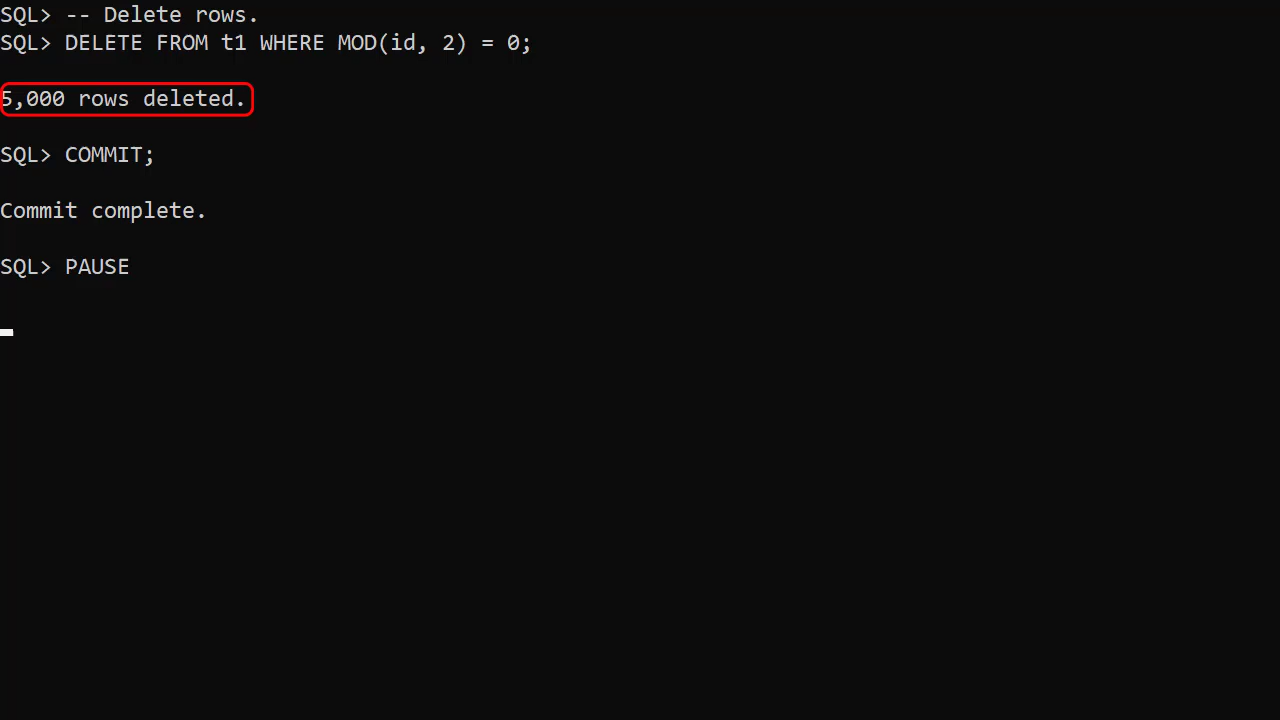 SQL> -- Delete rows.
SQL> DELETE FROM t1 WHERE MOD(id, 2) = 0;
5,000 rows deleted.
SQL> COMMIT;
Commit complete.
SQL> PAUSE